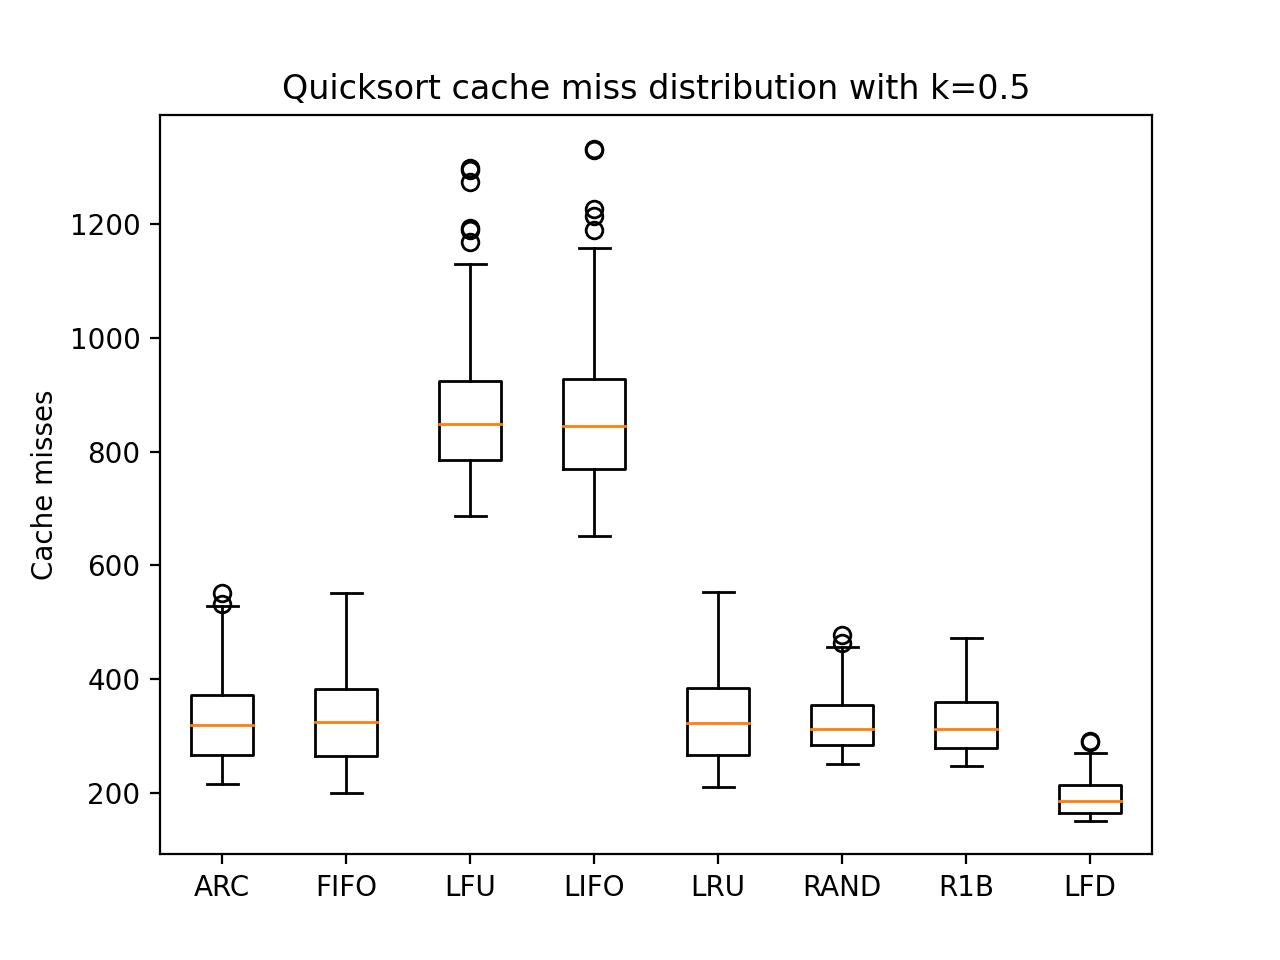 Quicksort cache miss distribution with k=0.5
Cache misses
1200
1000
800
600
400
200
ARC FIFO LFU LIFO LRU RAND R1B LFD